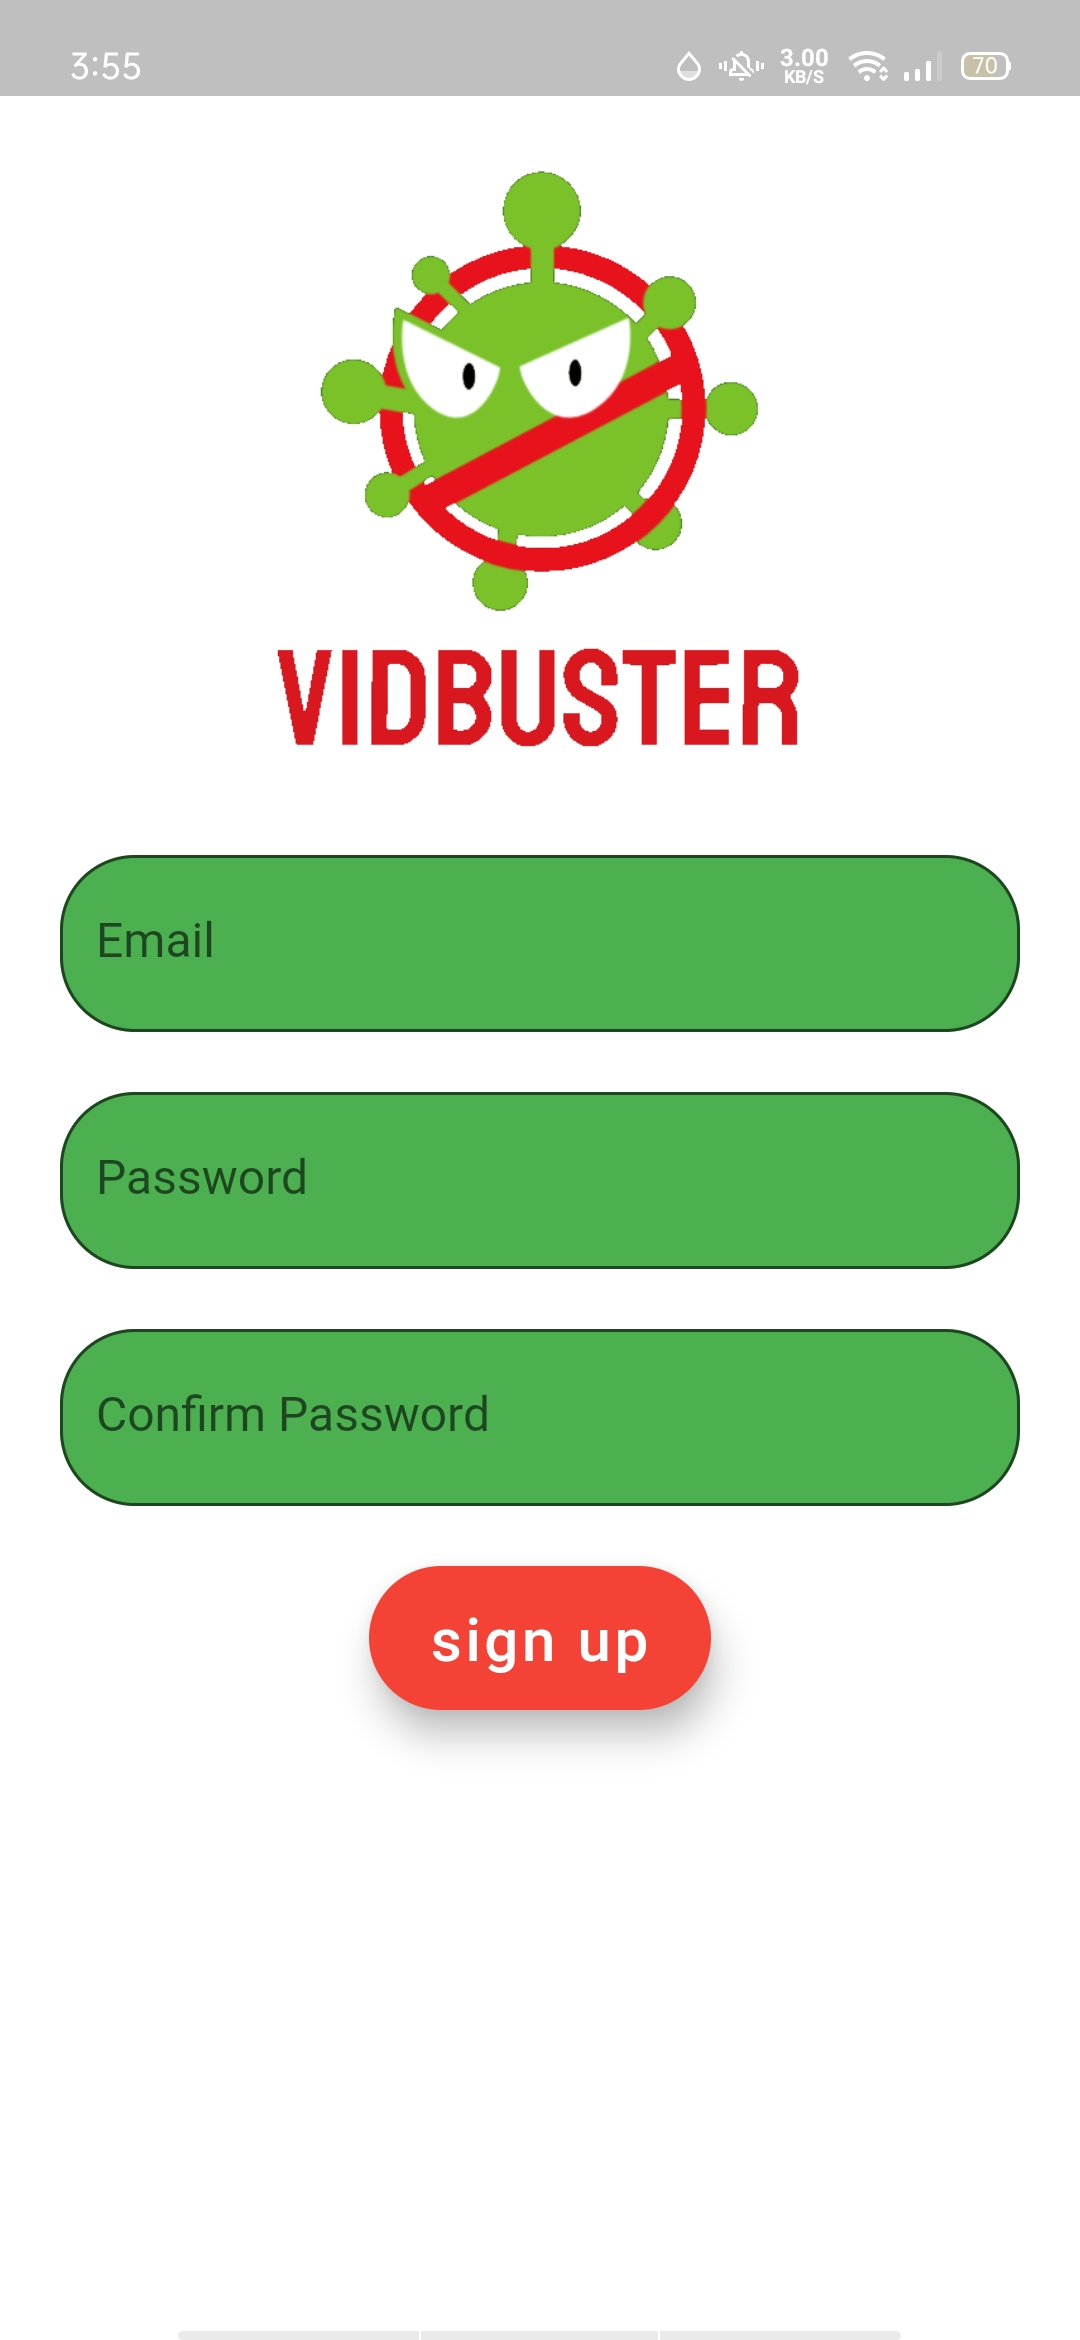 3:55
3.00
KB/S
70
VIDBUSTER
Email
Password
Confirm Password
sign up